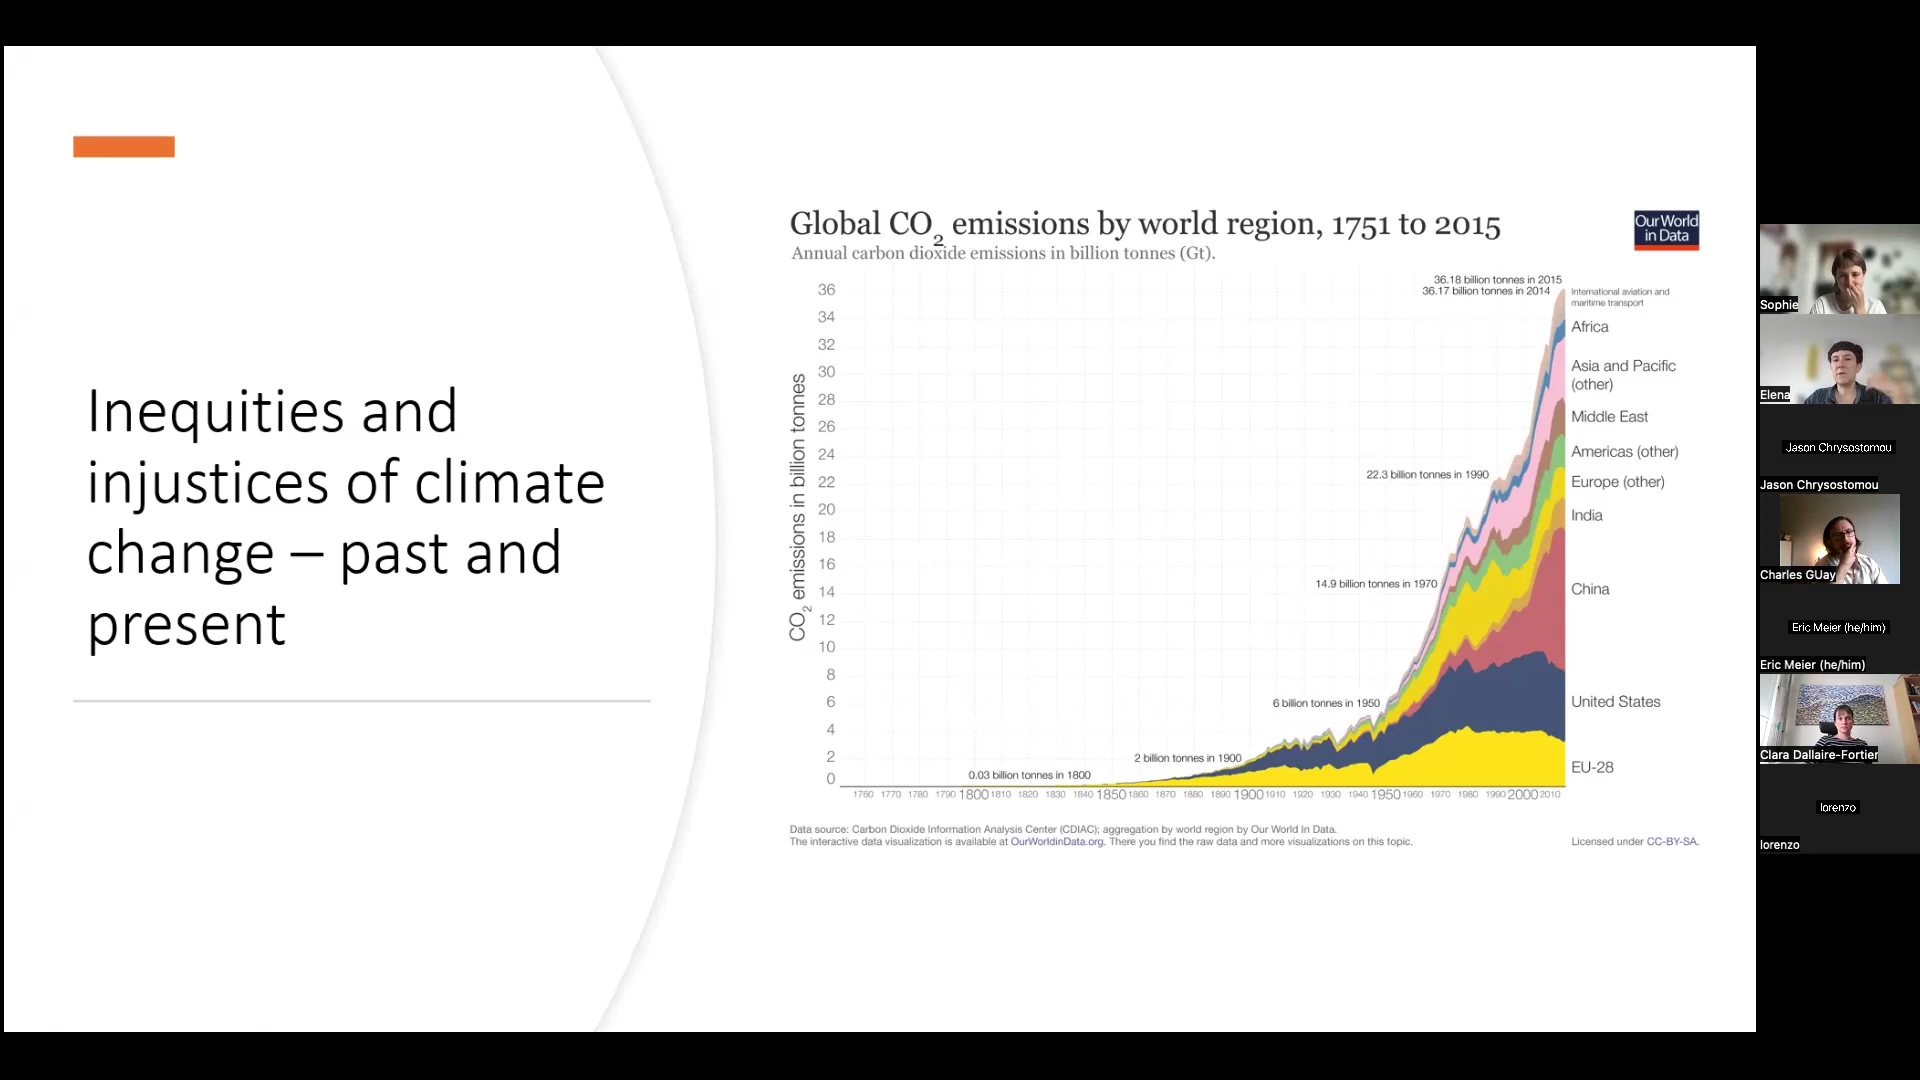 Inequities and
injustices of climate
change – past and
present
Global CO2 emissions by world region, 1751 to 2015
Annual carbon dioxide emissions in billion tonnes (Gt).
Our World
in Data
CO2 emissions in billion tonnes
36
34
32
30
28
26
24
22
20
18
16
14
12
10
8
6
4
2
0
36.18 billion tonnes in 2015
36.17 billion tonnes in 2014
22.3 billion tonnes in 1990
14.9 billion tonnes in 1970
6 billion tonnes in 1950
2 billion tonnes in 1900
0.03 billion tonnes in 1800
International aviation and
maritime transport
Africa
Asia and Pacific
(other)
Middle East
Americas (other)
Europe (other)
India
China
United States
EU-28
1760 1770 1780 1790 1800 1810 1820 1830 1840 1850 1860 1870 1880 1890 1900 1910 1920 1930 1940 1950 1960 1970 1980 1990 2000 2010
Data source: Carbon Dioxide Information Analysis Center (CDIAC); aggregation by world region by Our World In Data.
The interactive data visualization is available at OurWorldinData.org. There you find the raw data and more visualizations on this topic.
Licensed under CC-BY-SA.
Sophie
Elena
Jason Chrysostomou
Jason Chrysostomou
Charles GUay
Eric Meier (he/him)
Eric Meier (he/him)
Clara Dallaire-Fortier
lorenzo
lorenzo